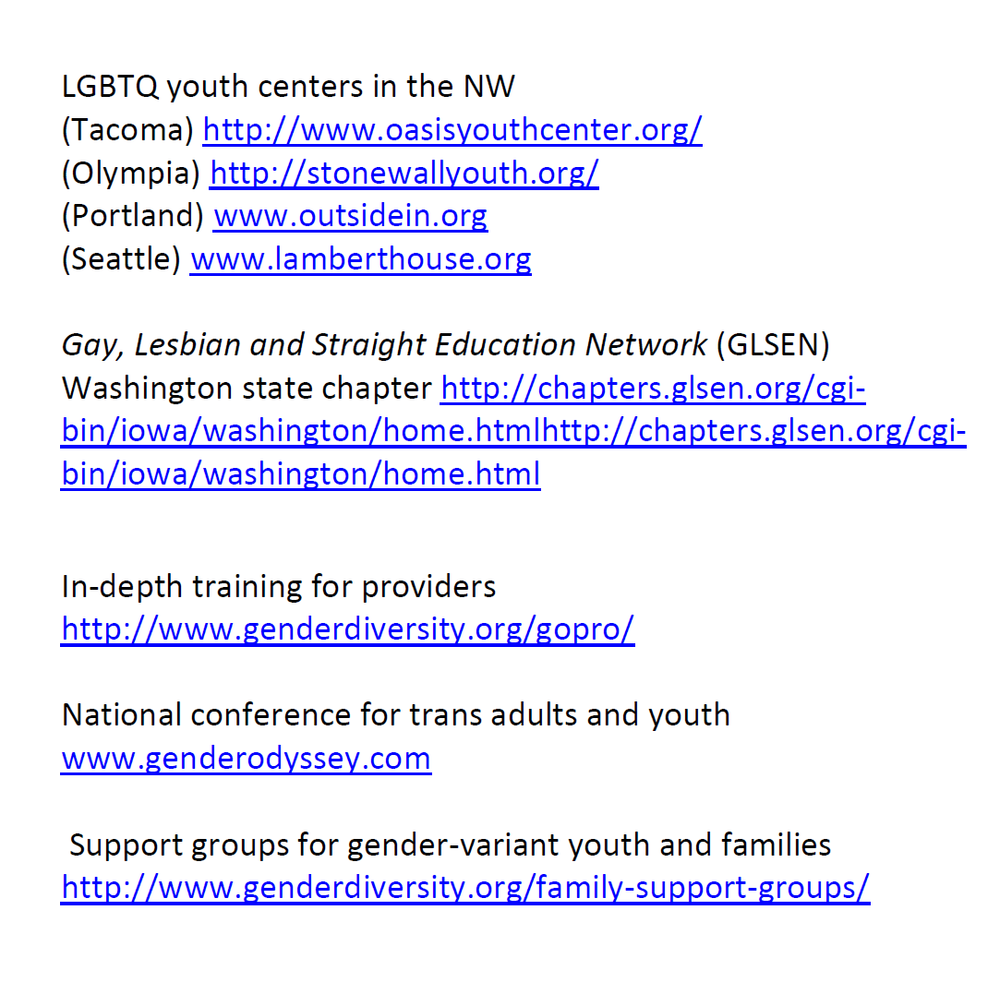 LGBTQ youth centers in the NW
(Tacoma) http://www.oasisyouthcenter.org/
(Olympia) http://stonewallyouth.org/
(Portland) www.outsidein.org
(Seattle) www.lamberthouse.org
Gay, Lesbian and Straight Education Network (GLSEN)
Washington state chapter http://chapters.glsen.org/cgi-
bin/iowa/washington/home.htmlhttp://chapters.glsen.org/cgi-
bin/iowa/washington/home.html
In-depth training for providers
http://www.genderdiversity.org/gopro/
National conference for trans adults and youth
www.genderodyssey.com
Support groups for gender-variant youth and families
http://www.genderdiversity.org/family-support-groups/